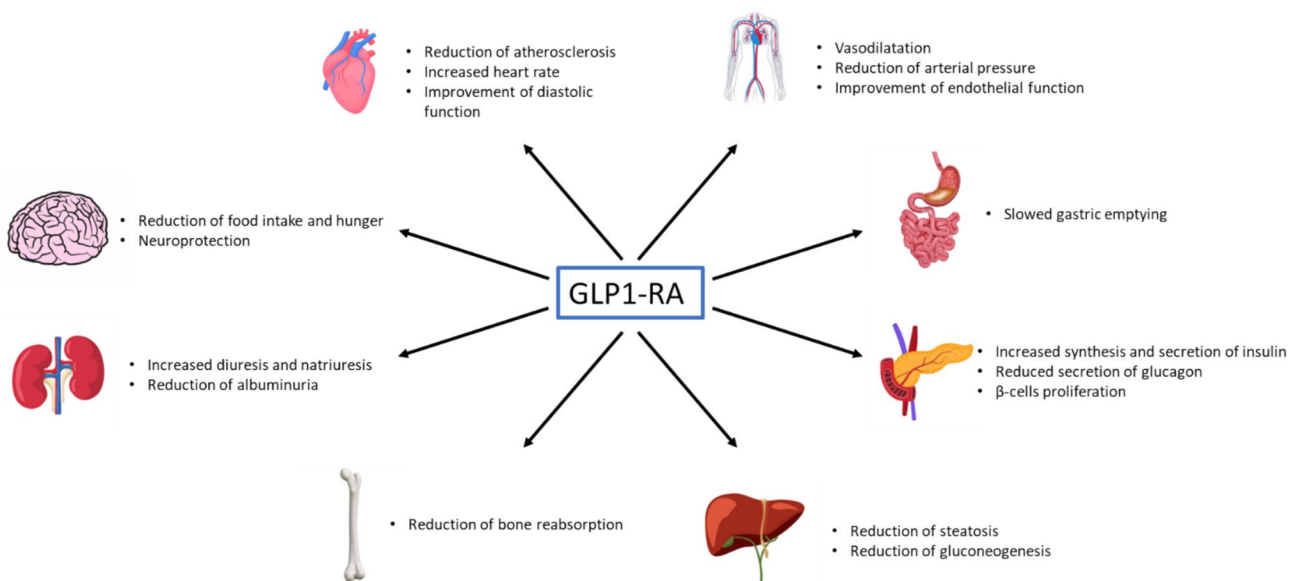 • Reduction of atherosclerosis
• Increased heart rate
• Improvement of diastolic
function
• Vasodilatation
• Reduction of arterial pressure
• Improvement of endothelial function
• Reduction of food intake and hunger
• Neuroprotection
• Slowed gastric emptying
GLP1-RA
• Increased diuresis and natriuresis
• Reduction of albuminuria
• Increased synthesis and secretion of insulin
• Reduced secretion of glucagon
• β-cells proliferation
• Reduction of bone reabsorption
• Reduction of steatosis
• Reduction of gluconeogenesis